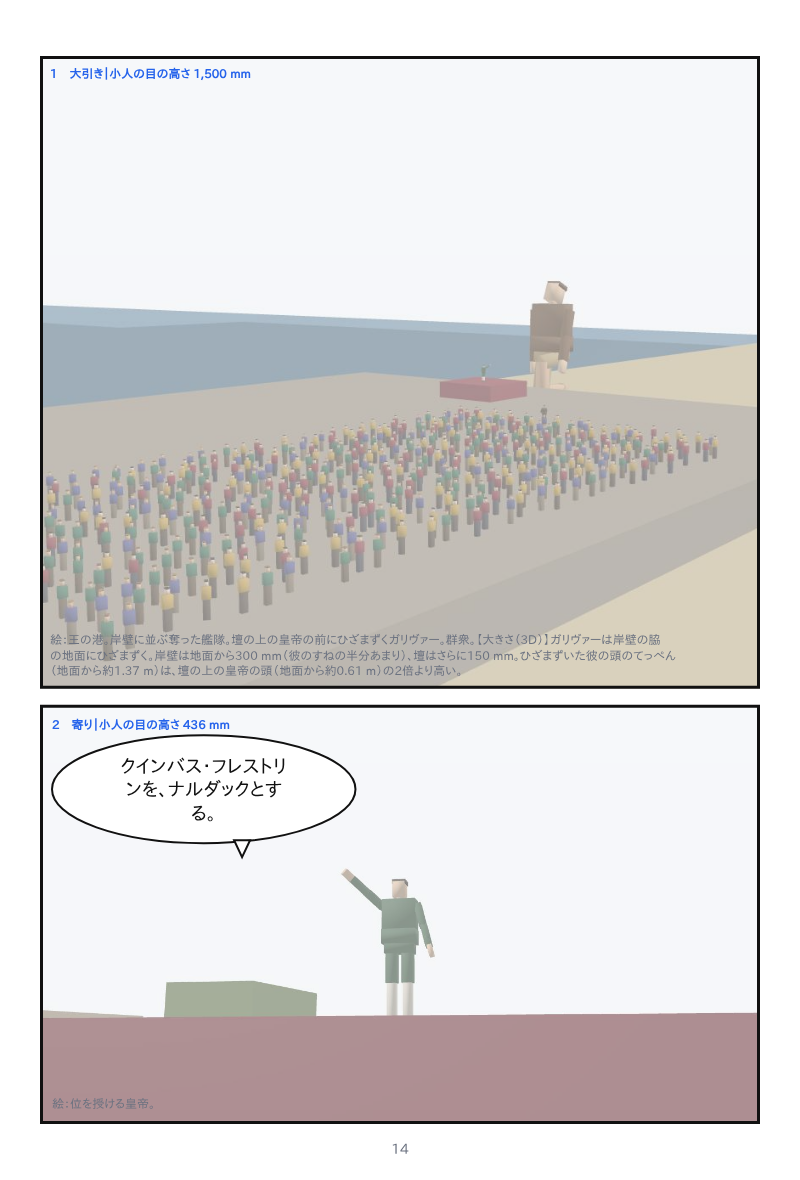 1 大引き|小人の目の高さ1,500 mm
絵:王の港。岸壁に並ぶ奪った艦隊。壇の上の皇帝の前にひざまずくガリヴァー。群衆。【大きさ(3D)】ガリヴァーは岸壁の脇
の地面にひざまずく。岸壁は地面から300 mm(彼のすねの半分あまり)、壇はさらに150 mm。ひざまずいた彼の頭のてっぺん
(地面から約1.37 m)は、壇の上の皇帝の頭(地面から約0.61 m)の2倍より高い。
2 寄り|小人の目の高さ436 mm
クインバス・フレストリ
ンを、ナルダックとす
る。
絵:位を授ける皇帝。
14